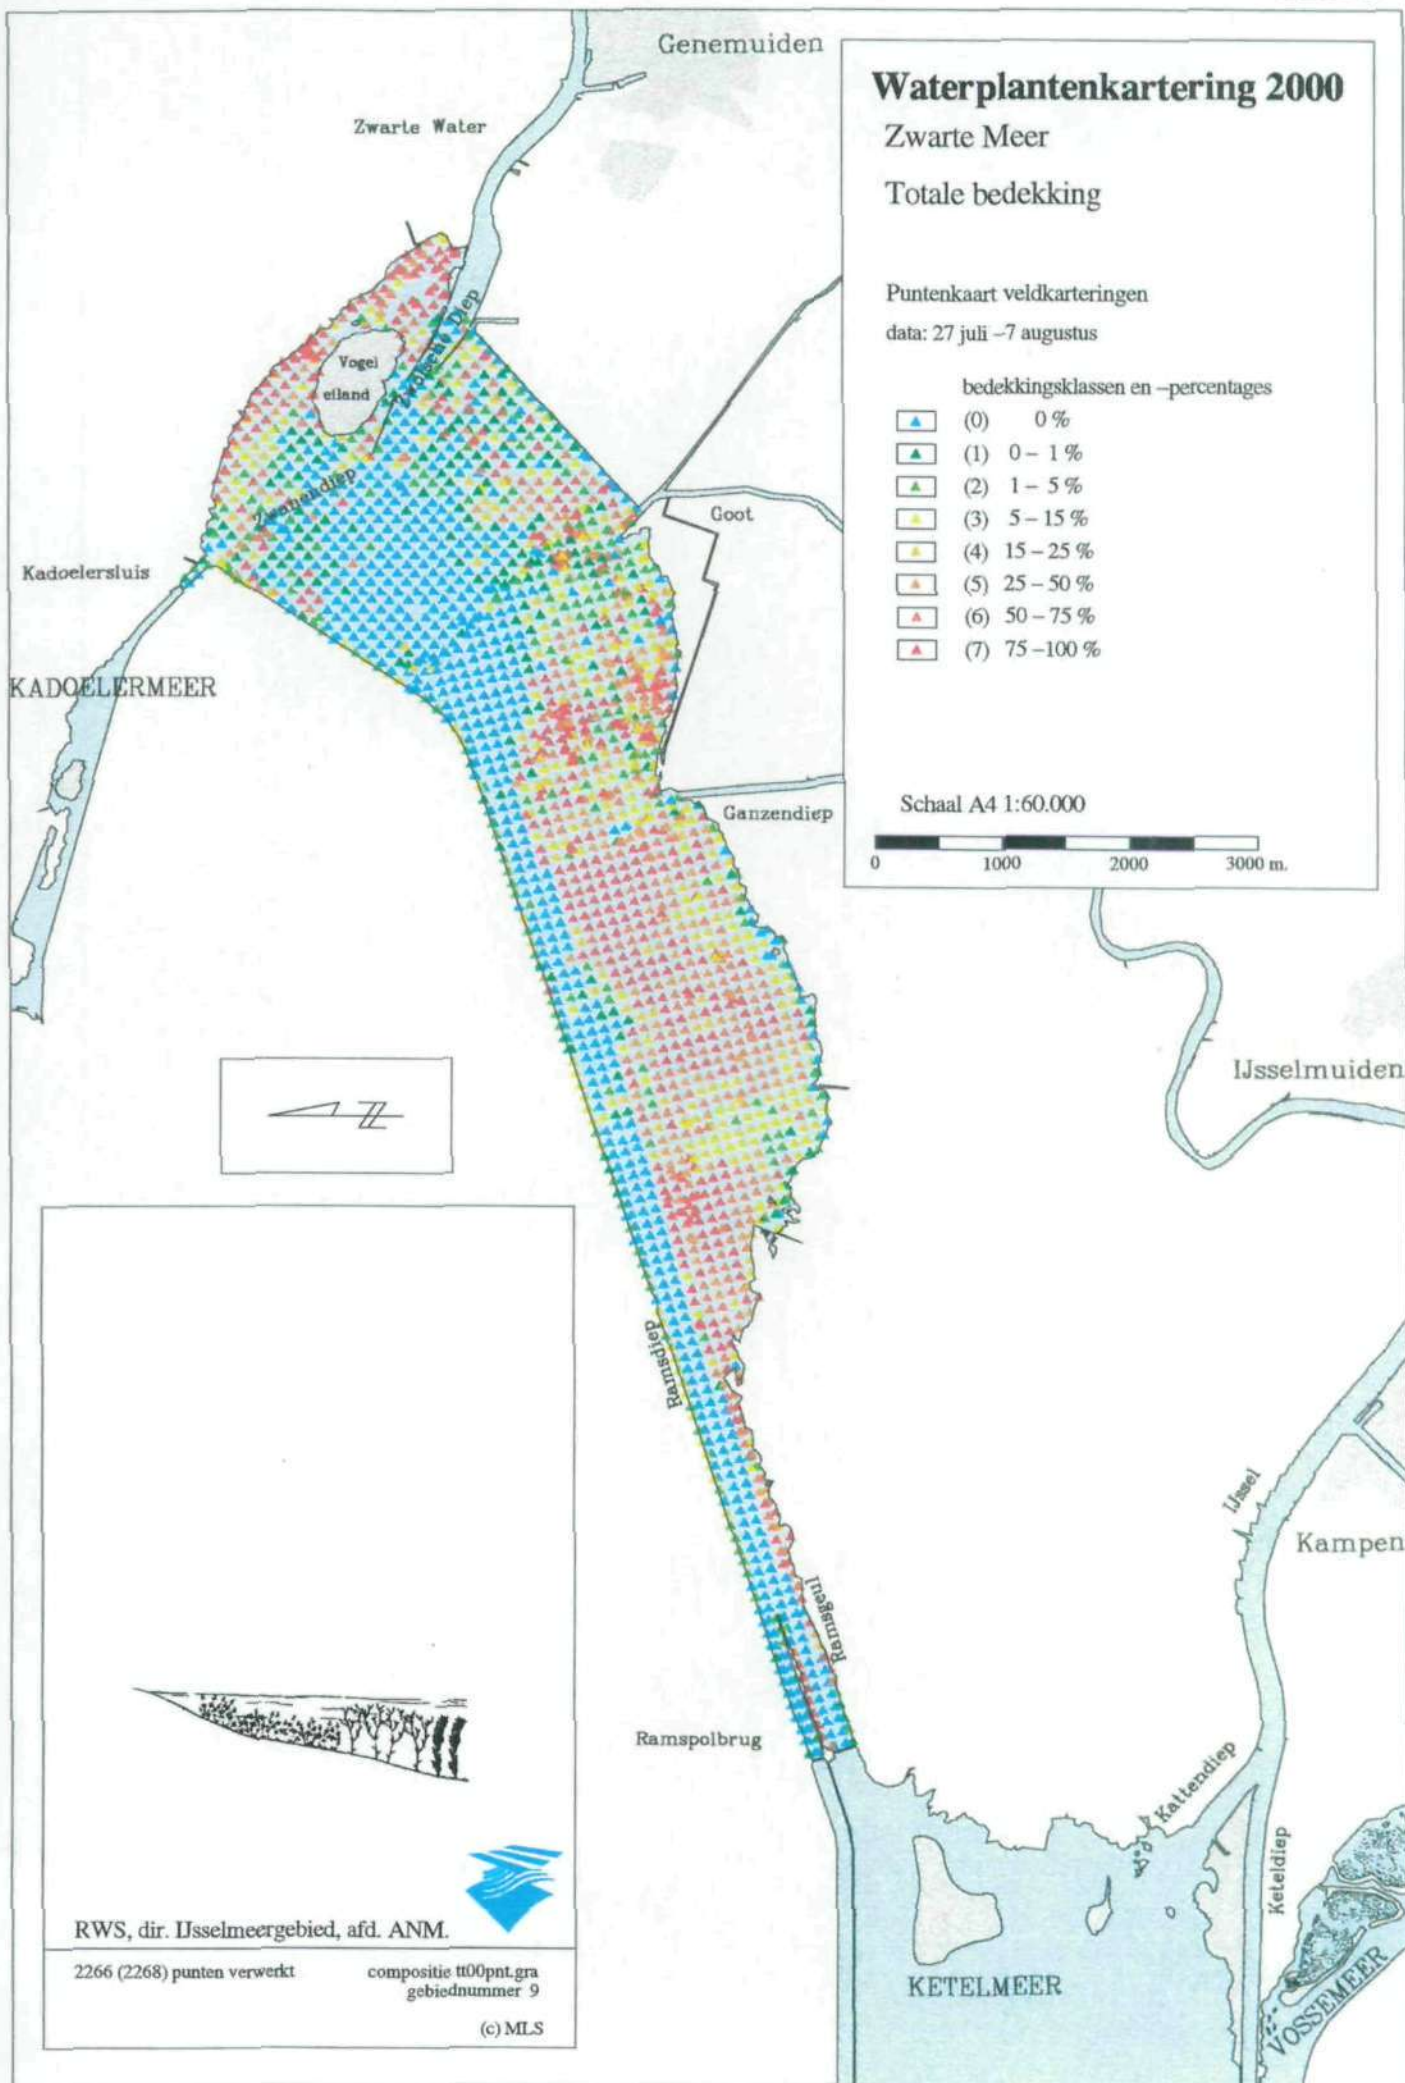 Genemuiden
Zwarte Water
Waterplantenkartering 2000
Zwarte Meer
Totale bedekking
Puntenkaart veldkarteringen
data: 27 juli –7 augustus
bedekkingsklassen en –percentages
(0) 0 %
(1) 0 – 1 %
(2) 1 – 5 %
(3) 5 – 15 %
(4) 15 – 25 %
(5) 25 – 50 %
(6) 50 – 75 %
(7) 75 –100 %
Schaal A4 1:60.000
0 1000 2000 3000 m.
Zwolsche Diep
Vogel
eiland
Zwanendiep
Goot
Kadoelersluis
KADOELERMEER
Ganzendiep
IJsselmuiden
Ramsdiep
IJssel
Kampen
Ramsgeul
Ramspolbrug
Kattendiep
Keteldiep
KETELMEER
VOSSEMEER
RWS, dir. IJsselmeergebied, afd. ANM.
2266 (2268) punten verwerkt
compositie tt00pnt.gra
gebiednummer 9
(c) MLS